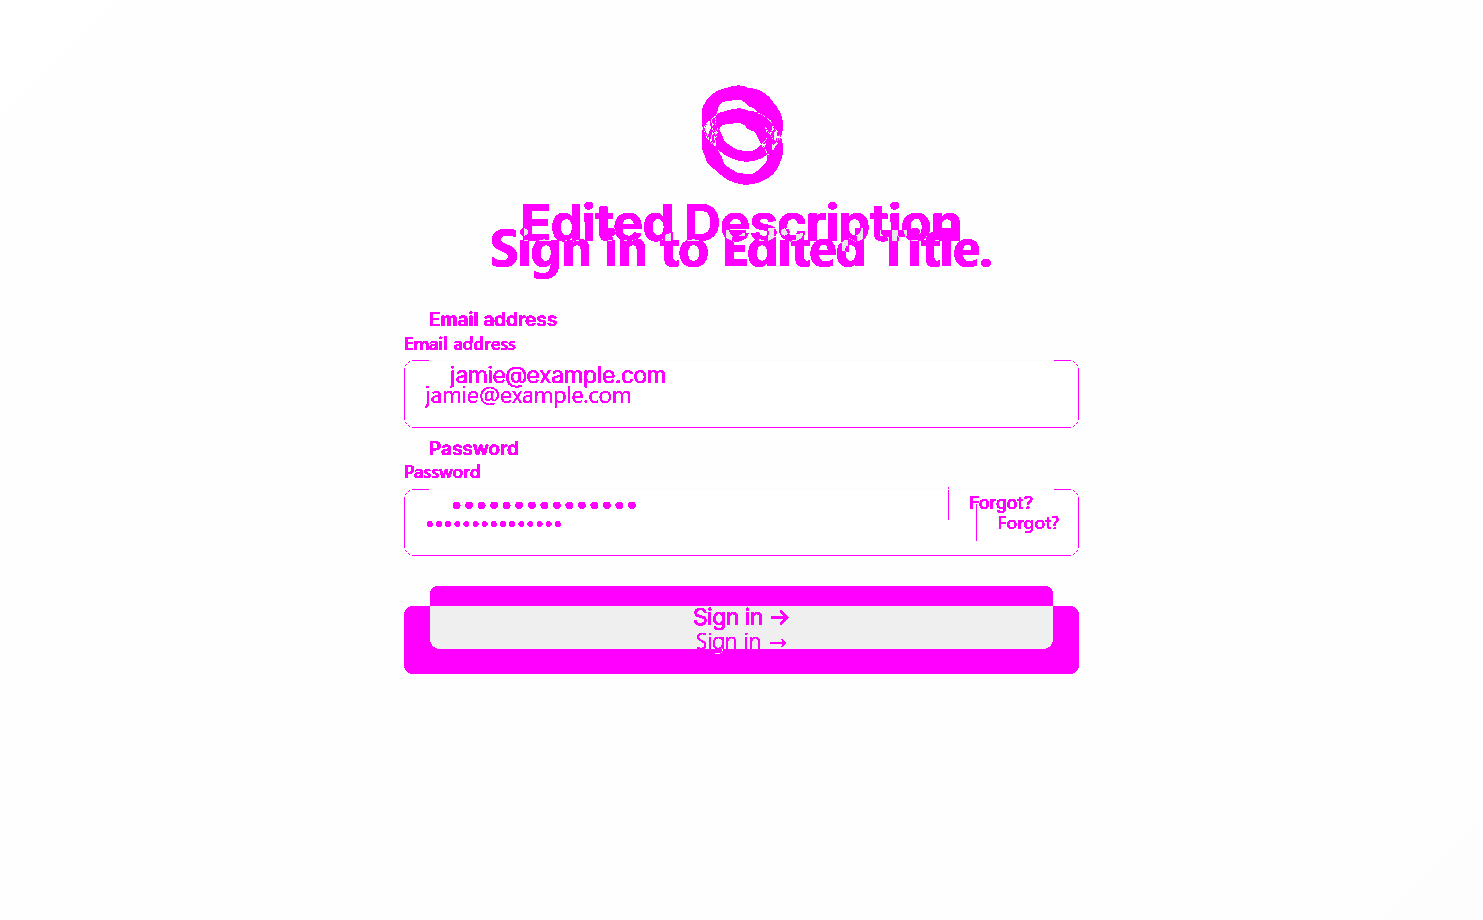 Edited Description
Sign in to Edited Title.
Email address
Email address
jamie@example.com
jamie@example.com
Password
Password
Forgot?
Forgot?
Sign in →
Sign in →